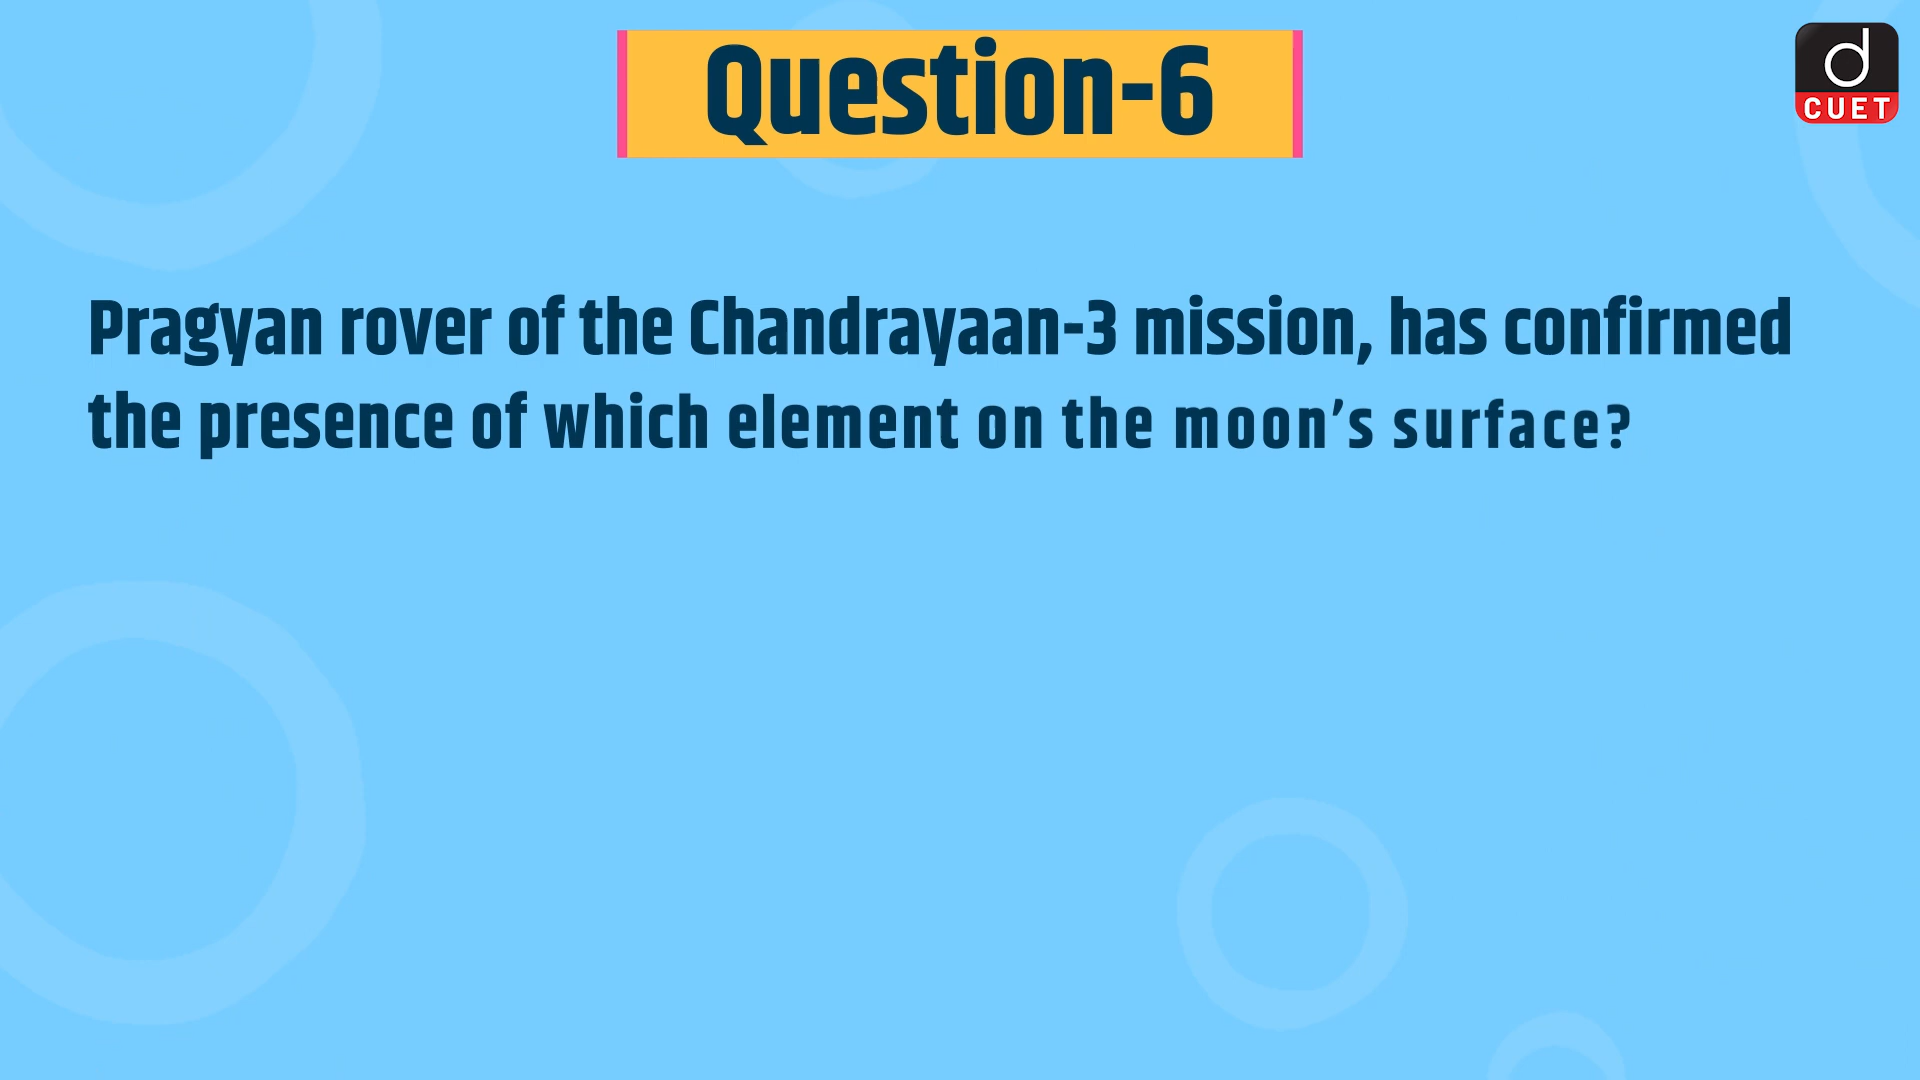 Question-6
d
CUET
Pragyan rover of the Chandrayaan-3 mission, has confirmed
the presence of which element on the moon’s surface?